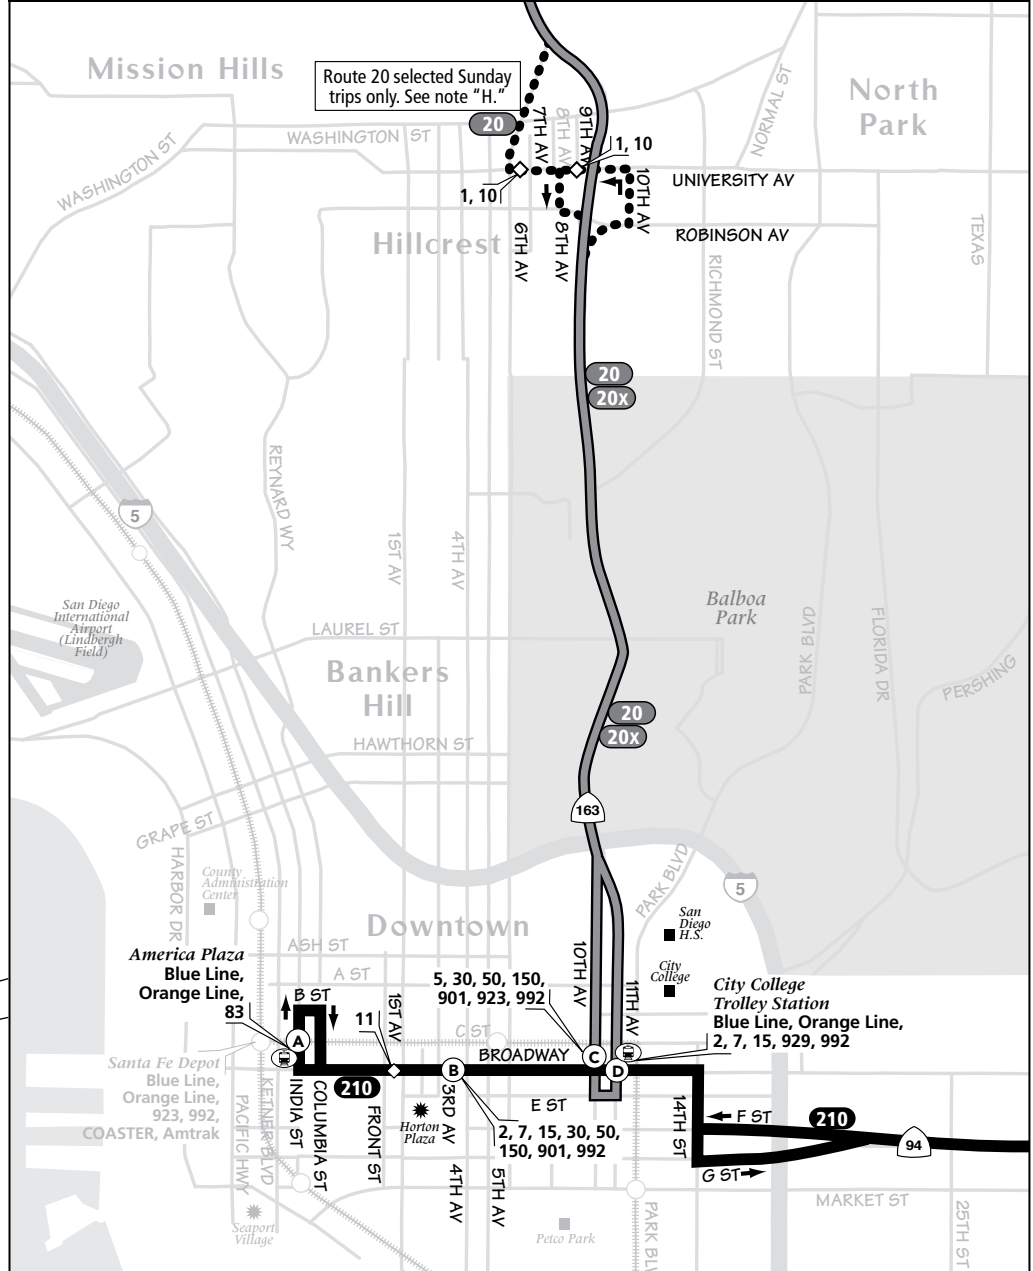 Mission Hills
Route 20 selected Sunday
trips only. See note “H.”
20
North
Park
NORMAL ST
WASHINGTON ST
WASHINGTON ST
7TH AV
8TH AV
9TH AV
1, 10
1, 10
10TH AV
UNIVERSITY AV
ROBINSON AV
Hillcrest
6TH AV
8TH AV
RICHMOND ST
TEXAS
20
20x
REYNARD WY
5
1ST AV
4TH AV
San Diego
International
Airport
(Lindbergh
Field)
Balboa
Park
PARK BLVD
FLORIDA DR
PERSHING
LAUREL ST
Bankers
Hill
20
20x
HAWTHORN ST
163
GRAPE ST
HARBOR DR
County
Administration
Center
PARK BLVD
5
Downtown
San
Diego
H.S.
ASH ST
A ST
America Plaza
Blue Line,
Orange Line,
83
B ST
1ST AV
11
C ST
5, 30, 50, 150,
901, 923, 992
10TH AV
11TH AV
City
College
City College
Trolley Station
Blue Line, Orange Line,
2, 7, 15, 929, 992
A
BROADWAY
B
C
D
Santa Fe Depot
Blue Line,
Orange Line,
923, 992,
COASTER, Amtrak
PACIFIC HWY
KETNER BLVD
INDIA ST
COLUMBIA ST
210
FRONT ST
Horton
Plaza
3RD AV
E ST
2, 7, 15, 30, 50,
150, 901, 992
4TH AV
5TH AV
14TH ST
F ST
210
94
G ST
MARKET ST
25TH ST
Seaport
Village
Petco Park
PARK BLV